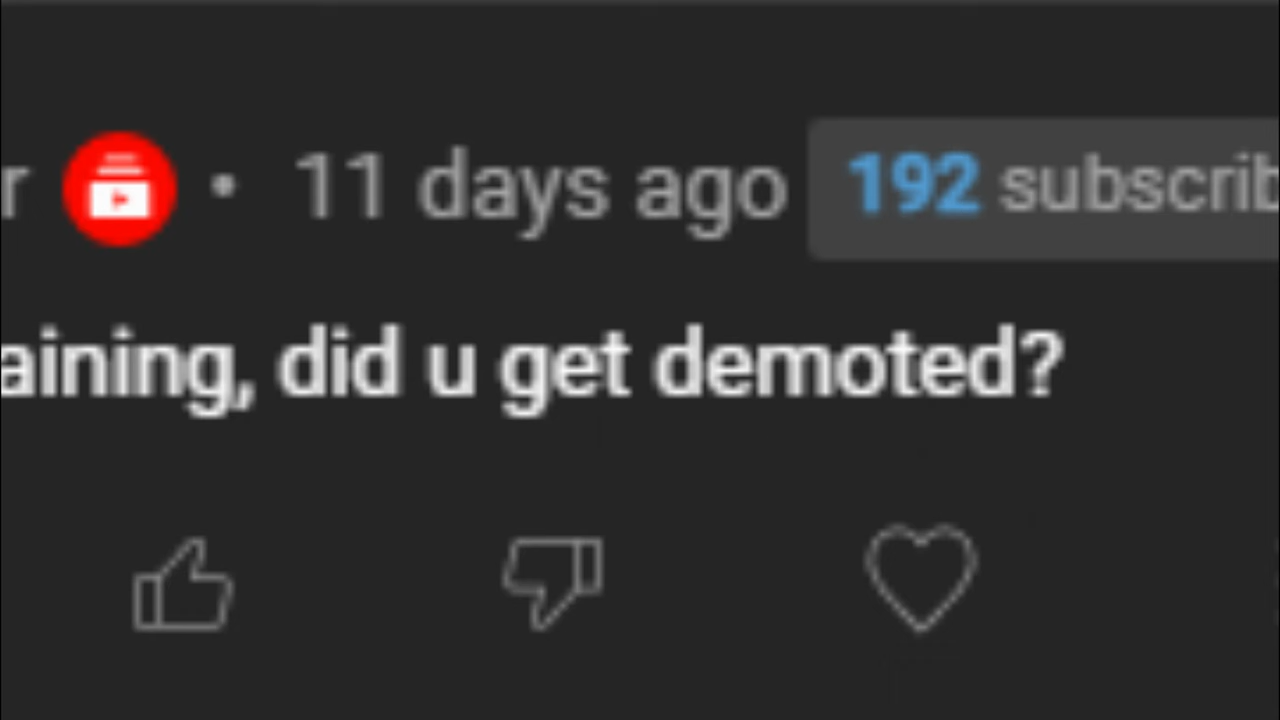 r • 11 days ago 192 subscrib
aining, did u get demoted?